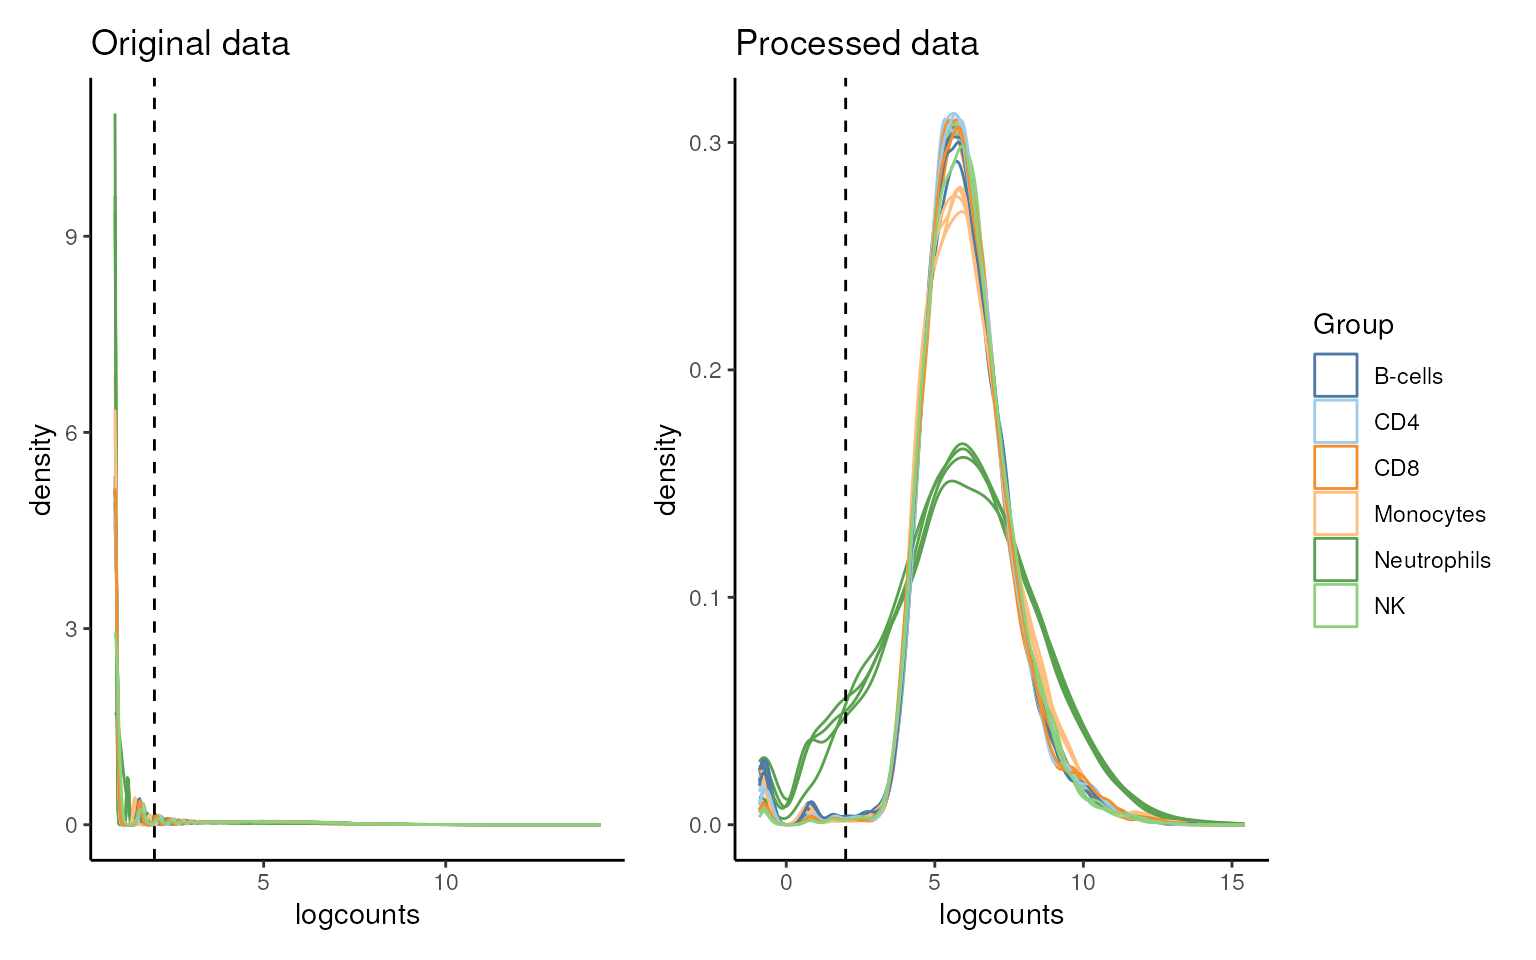 Original data
density
9
6
3
0
5 10
logcounts
Processed data
density
0.3
0.2
0.1
0.0
0 5 10 15
logcounts
Group
B-cells
CD4
CD8
Monocytes
Neutrophils
NK